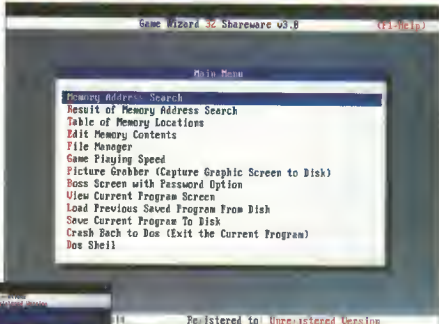 Game Wizard 32 Shareware v3.0
(F1-Help)
Main Menu
Memory Address Search
Result of Memory Address Search
Table of Memory Locations
Edit Memory Contents
File Manager
Game Playing Speed
Picture Grabber (Capture Graphic Screen to Disk)
Boss Screen with Password Option
View Current Program Screen
Load Previous Saved Program From Disk
Save Current Program To Disk
Crash Back to Dos (Exit the Current Program)
Dos Shell
Registered to: Unregistered Version